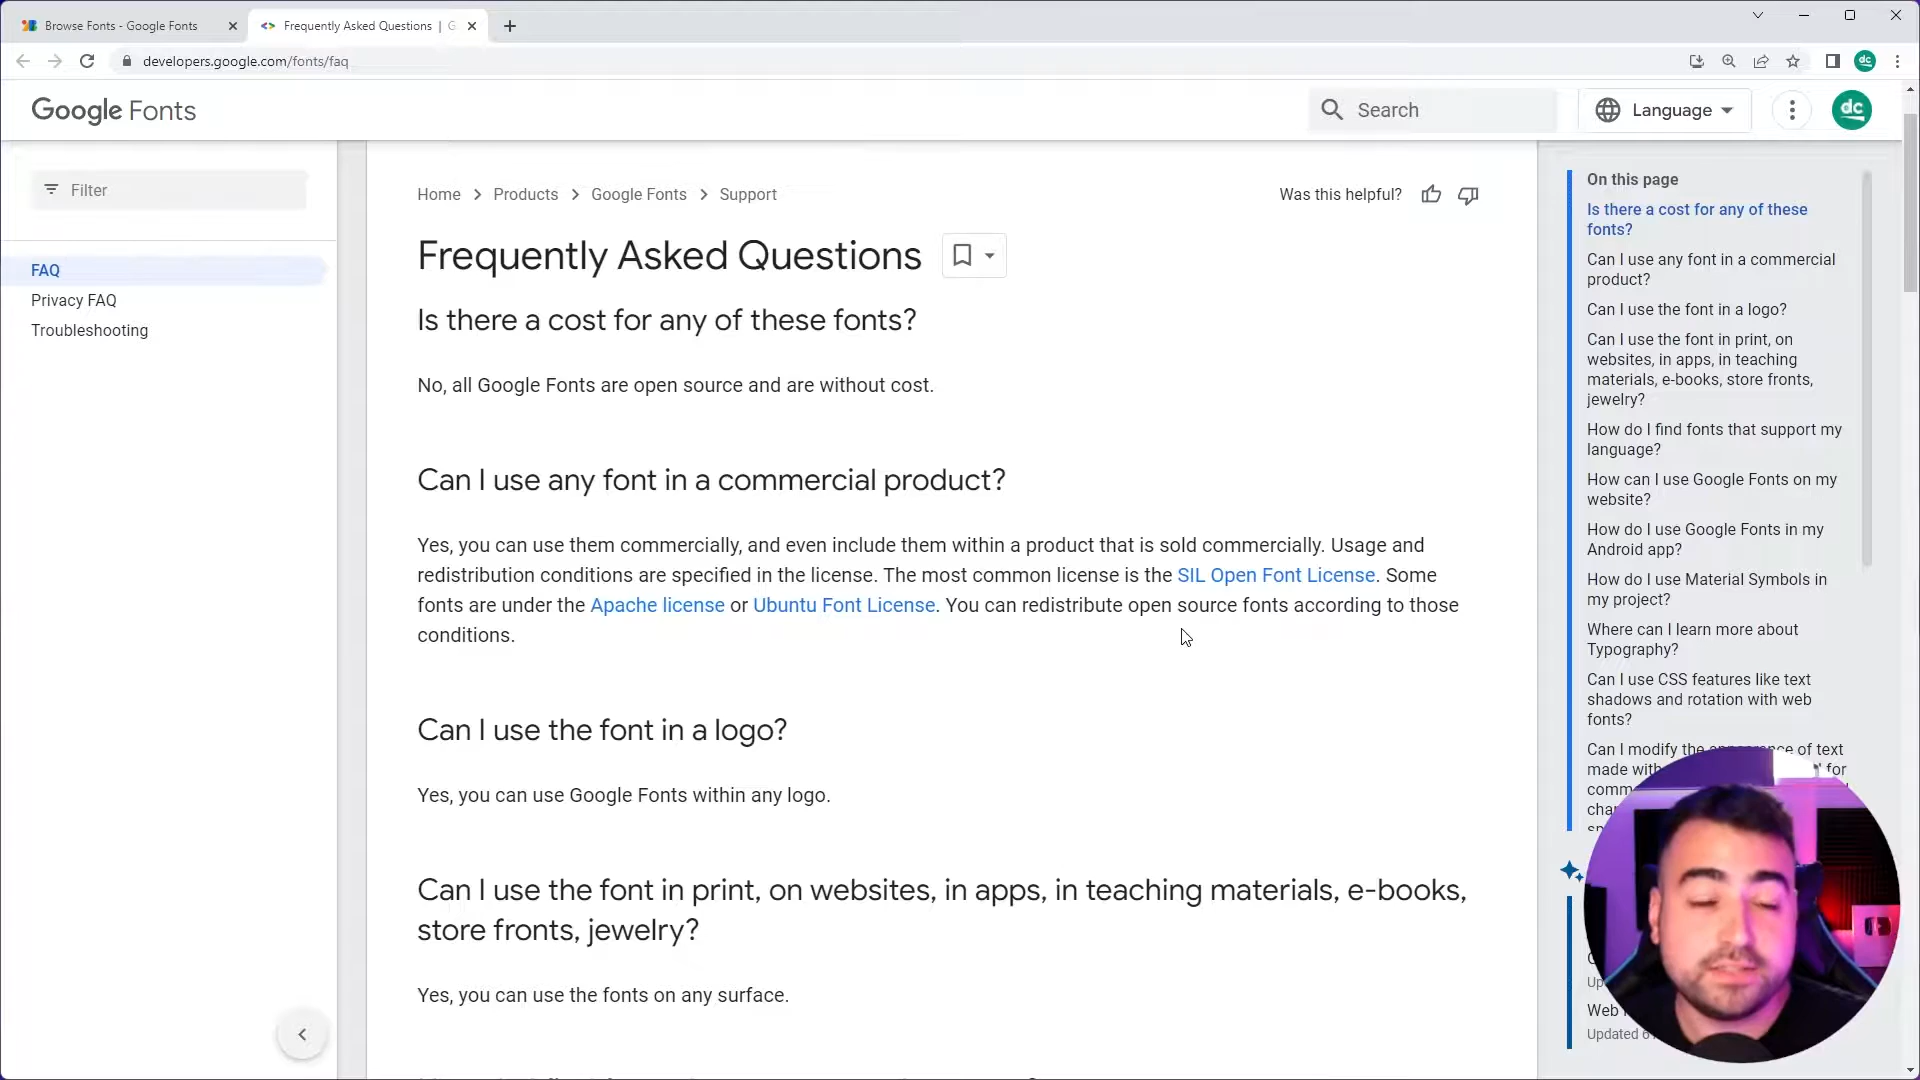 Browse Fonts - Google Fonts
Frequently Asked Questions | G
developers.google.com/fonts/faq
dc
Google Fonts
Search
Language
dc
Filter
FAQ
Privacy FAQ
Troubleshooting
Home > Products > Google Fonts > Support
Was this helpful?
Frequently Asked Questions
Is there a cost for any of these fonts?
No, all Google Fonts are open source and are without cost.
Can I use any font in a commercial product?
Yes, you can use them commercially, and even include them within a product that is sold commercially. Usage and
redistribution conditions are specified in the license. The most common license is the SIL Open Font License. Some
fonts are under the Apache license or Ubuntu Font License. You can redistribute open source fonts according to those
conditions.
Can I use the font in a logo?
Yes, you can use Google Fonts within any logo.
Can I use the font in print, on websites, in apps, in teaching materials, e-books,
store fronts, jewelry?
Yes, you can use the fonts on any surface.
On this page
Is there a cost for any of these
fonts?
Can I use any font in a commercial
product?
Can I use the font in a logo?
Can I use the font in print, on
websites, in apps, in teaching
materials, e-books, store fronts,
jewelry?
How do I find fonts that support my
language?
How can I use Google Fonts on my
website?
How do I use Google Fonts in my
Android app?
How do I use Material Symbols in
my project?
Where can I learn more about
Typography?
Can I use CSS features like text
shadows and rotation with web
fonts?
Can I modify the of text
made for
Web
Updated